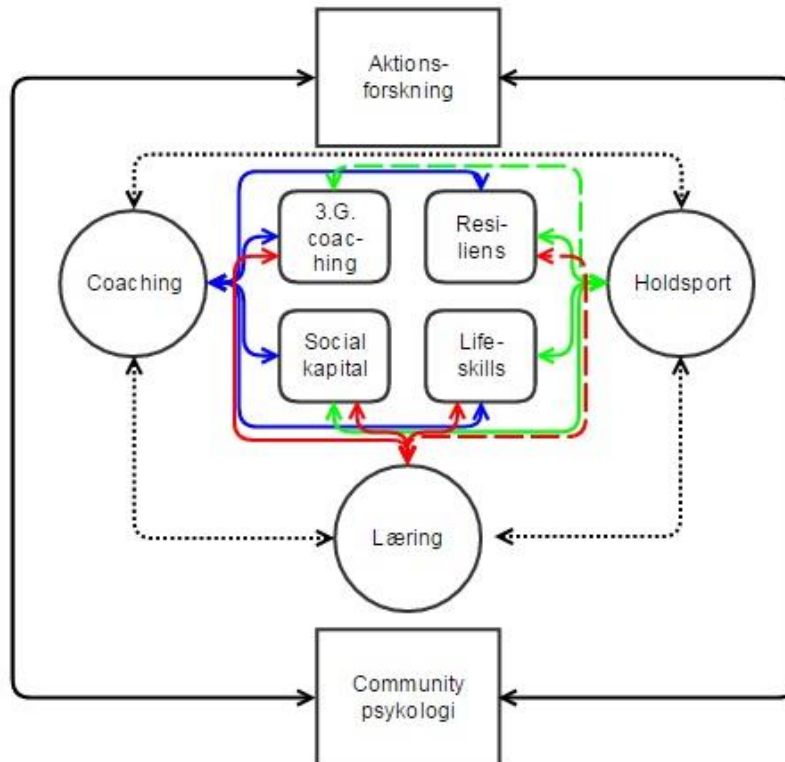 Aktions-
forskning
3.G.
coac-
hing
Resi-
liens
Coaching
Holdsport
Social
kapital
Life-
skills
Læring
Community
psykologi